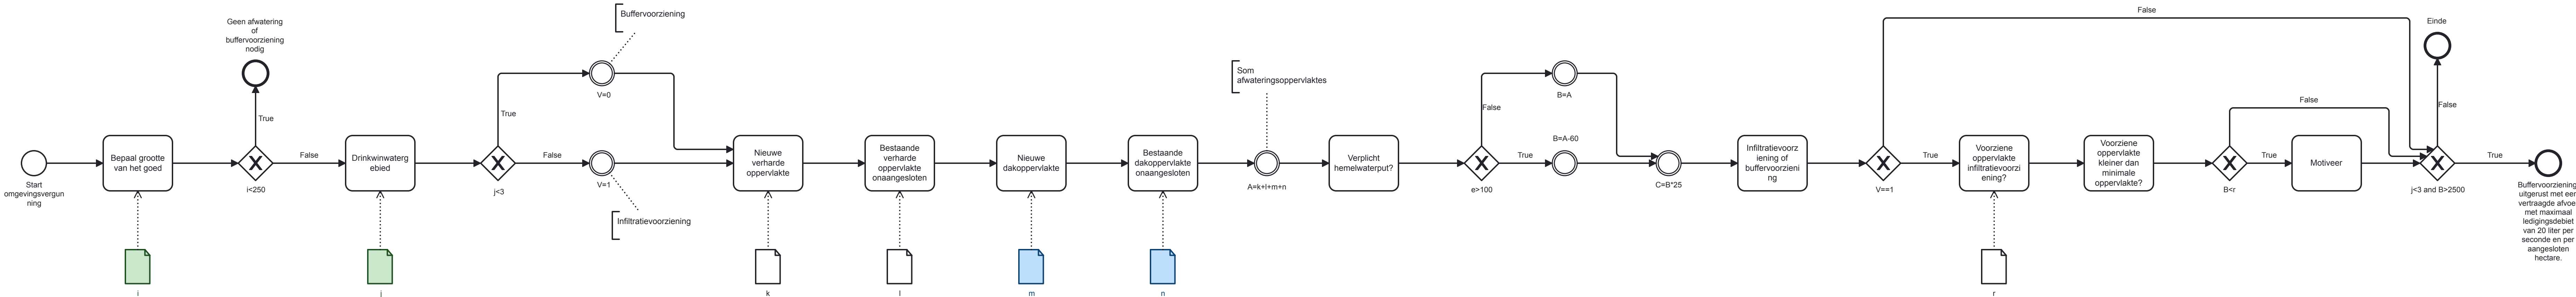 Start
omgevingsvergun
ning
Bepaal grootte
van het goed
i
Geen afwatering
of
buffervoorziening
nodig
True
i<250
False
Drinkwinwaterg
ebied
j
j<3
True
False
Buffervoorziening
V=0
V=1
Infiltratievoorziening
Nieuwe
verharde
oppervlakte
k
Bestaande
verharde
oppervlakte
onaangesloten
l
Nieuwe
dakoppervlakte
m
Bestaande
dakoppervlakte
onaangesloten
n
Som
afwateringsoppervlaktes
A=k+l+m+n
Verplicht
hemelwaterput?
e>100
False
True
B=A
B=A-60
C=B*25
Infiltratievoorz
iening of
buffervoorzieni
ng
V==1
False
True
Voorziene
oppervlakte
infiltratievoorzi
ening?
r
Voorziene
oppervlakte
kleiner dan
minimale
oppervlakte?
B<r
False
True
Motiveer
j<3 and B>2500
False
Einde
True
Buffervoorziening
uitgerust met een
vertraagde afvoer
met maximaal
ledigingsdebiet
van 20 liter per
seconde en per
aangesloten
hectare.